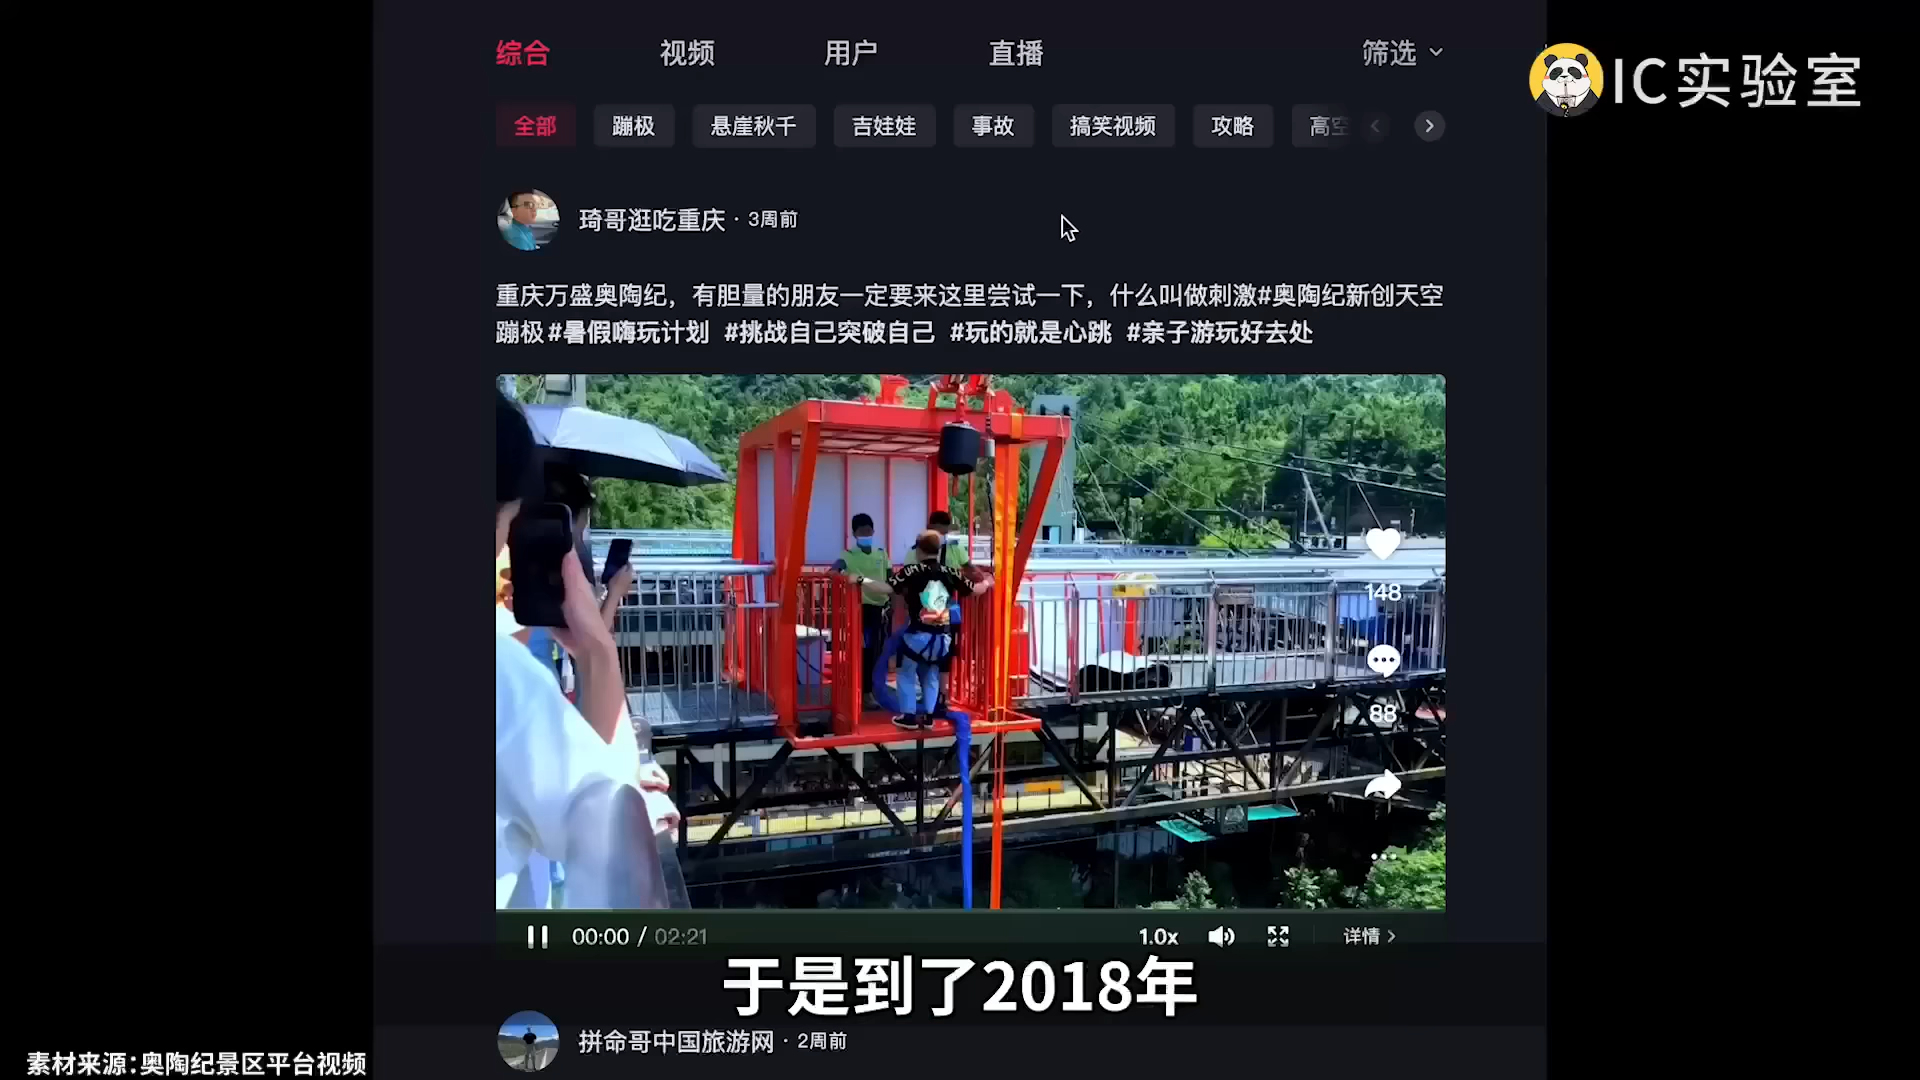 综合 视频 用户 直播 筛选
IC实验室
全部 蹦极 悬崖秋千 吉娃娃 事故 搞笑视频 攻略 高空
琦哥逛吃重庆 · 3周前
重庆万盛奥陶纪，有胆量的朋友一定要来这里尝试一下，什么叫做刺激#奥陶纪新创天空
蹦极 #暑假嗨玩计划 #挑战自己突破自己 #玩的就是心跳 #亲子游玩好去处
148
88
00:00 / 02:21 1.0x 详情
于是到了2018年
拼命哥中国旅游网 · 2周前
素材来源：奥陶纪景区平台视频